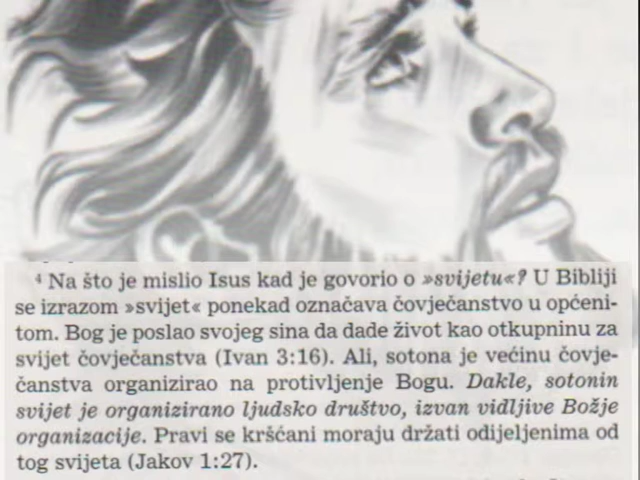 ⁴ Na što je mislio Isus kad je govorio o »svijetu«? U Bibliji
se izrazom »svijet« ponekad označava čovječanstvo u općeni-
tom. Bog je poslao svojeg sina da dade život kao otkupninu za
svijet čovječanstva (Ivan 3:16). Ali, sotona je većinu čovje-
čanstva organizirao na protivljenje Bogu. Dakle, sotonin
svijet je organizirano ljudsko društvo, izvan vidljive Božje
organizacije. Pravi se kršćani moraju držati odijeljenima od
tog svijeta (Jakov 1:27).